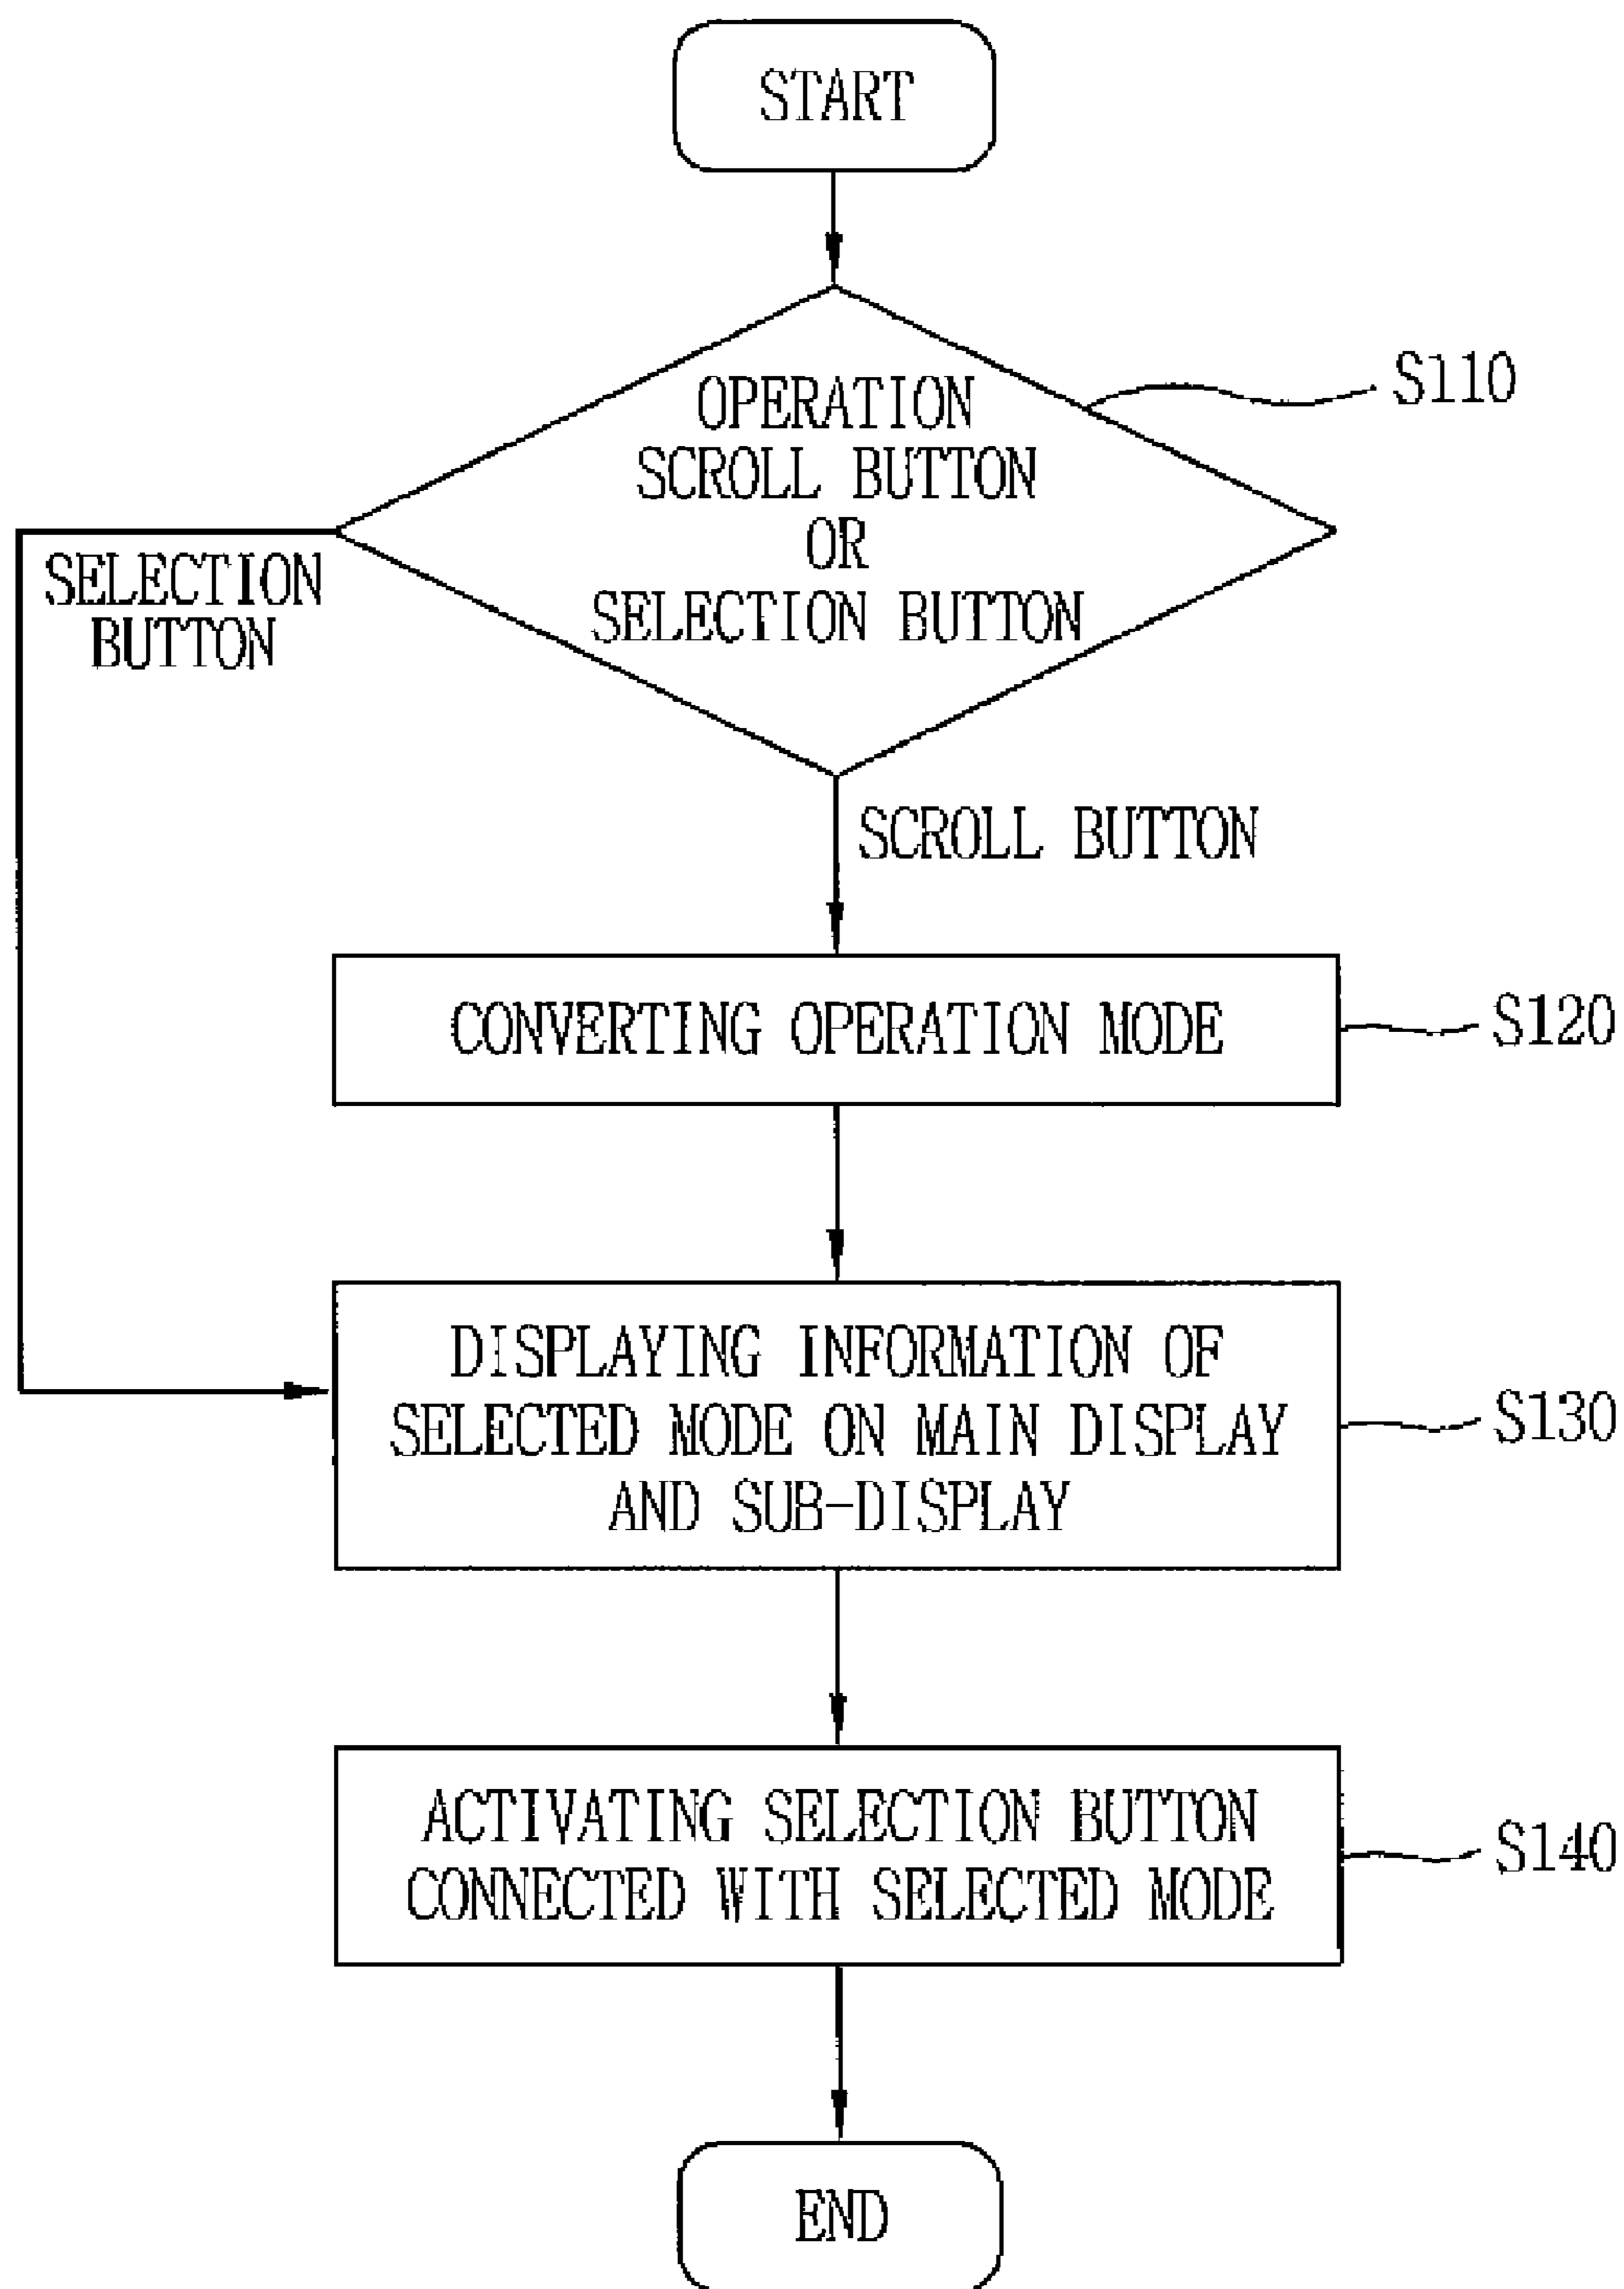 START
OPERATION
SCROLL BUTTON
OR
SELECTION BUTTON
S110
SELECTION
BUTTON
SCROLL BUTTON
CONVERTING OPERATION MODE
S120
DISPLAYING INFORMATION OF
SELECTED MODE ON MAIN DISPLAY
AND SUB-DISPLAY
S130
ACTIVATING SELECTION BUTTON
CONNECTED WITH SELECTED MODE
S140
END